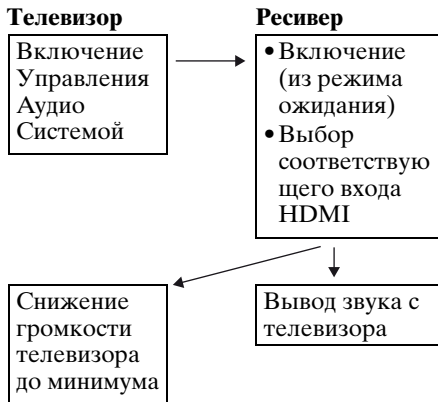 Телевизор
Включение
Управления
Аудио
Системой
Ресивер
• Включение
(из режима
ожидания)
• Выбор
соответствую
щего входа
HDMI
Снижение
громкости
телевизора
до минимума
Вывод звука с
телевизора